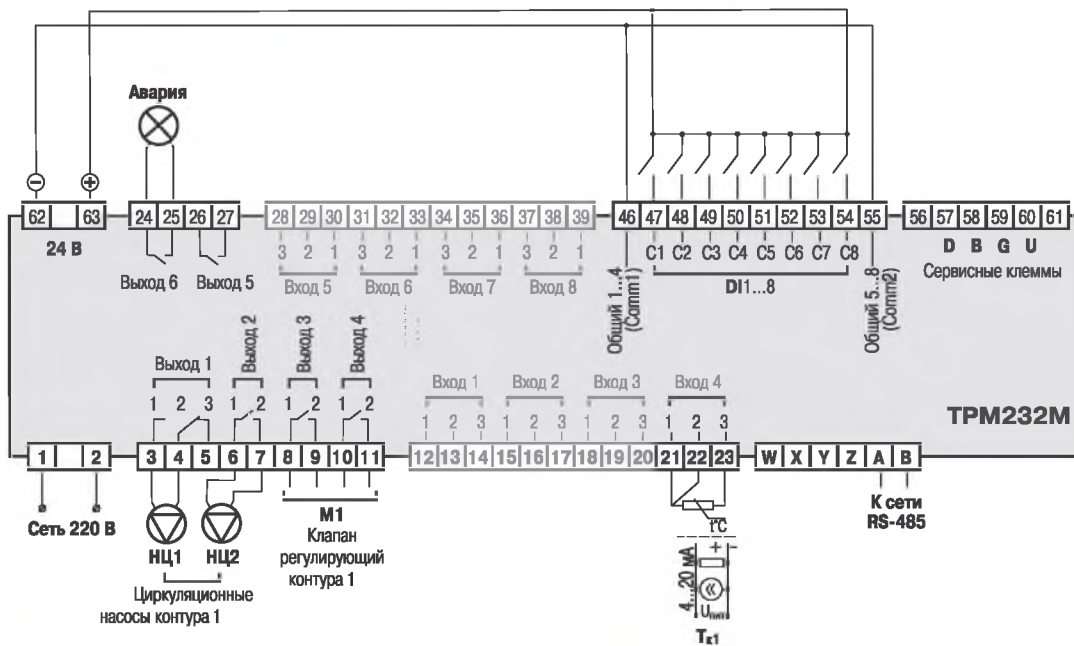 Авария
62 63 24 25 26 27 28 29 30 31 32 33 34 35 36 37 38 39 46 47 48 49 50 51 52 53 54 55 56 57 58 59 60 61
24 В
3 2 1 3 2 1 3 2 1 3 2 1
C1 C2 C3 C4 C5 C6 C7 C8
D B G U
Выход 6 Выход 5
Вход 5 Вход 6 Вход 7 Вход 8
DI1...8
Сервисные клеммы
Общий 1...4
(Comm1)
Общий 5...8
(Comm2)
Выход 1
Выход 2
Выход 3
Выход 4
1 2 3 1 2 1 2 1 2
Вход 1 Вход 2 Вход 3 Вход 4
1 2 3 1 2 3 1 2 3 1 2 3
ТРМ232М
1 2 3 4 5 6 7 8 9 10 11 12 13 14 15 16 17 18 19 20 21 22 23 W X Y Z A B
Сеть 220 В
НЦ1 НЦ2
Циркуляционные
насосы контура 1
М1
Клапан
регулирующий
контура 1
t°C
+ -
4...20 мА
Uпит
Тк1
К сети
RS-485